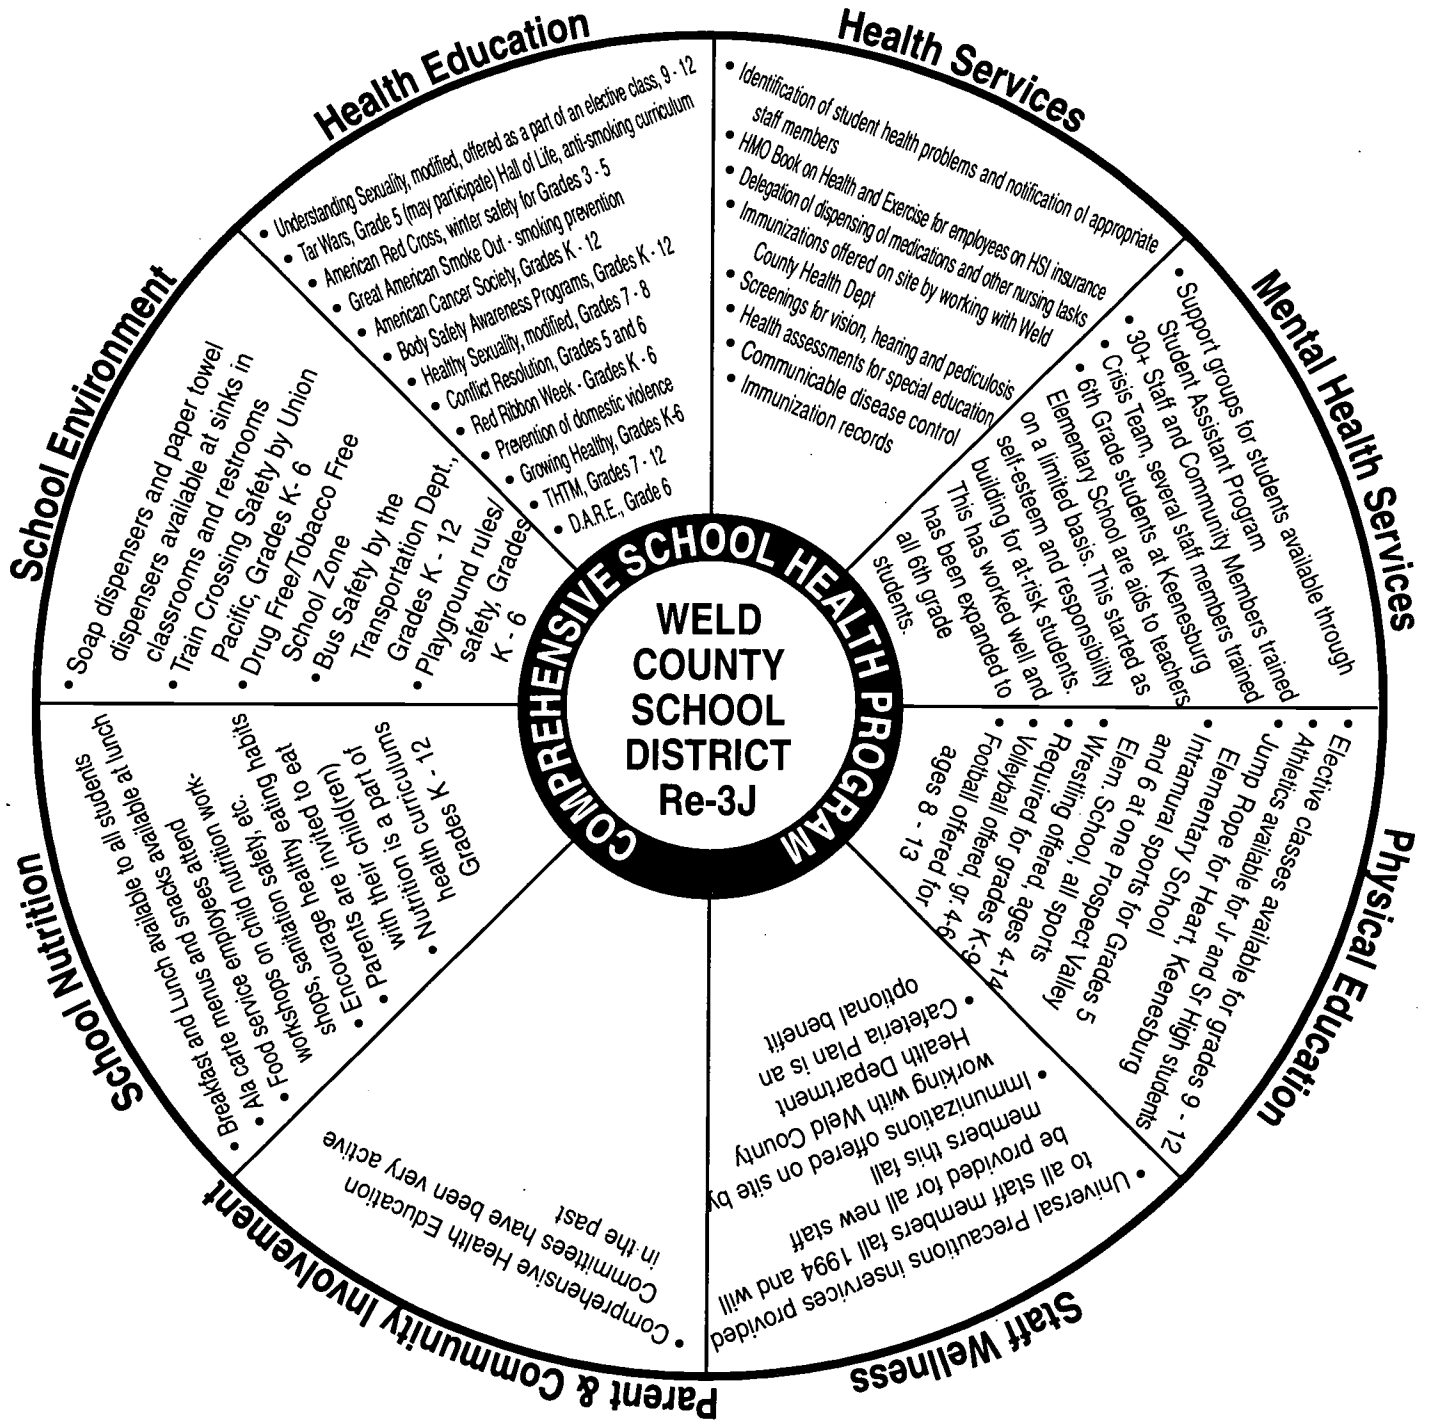 Health Education
• Understanding Sexuality, modified, offered as a part of an elective class, 9 - 12
• Tar Wars, Grade 5 (may participate) Hall of Life, anti-smoking curriculum
• American Red Cross, winter safety for Grades 3 - 5
• Great American Smoke Out - smoking prevention
• American Cancer Society, Grades K - 12
• Body Safety Awareness Programs, Grades K - 12
• Healthy Sexuality, modified, Grades 7 - 8
• Conflict Resolution, Grades 5 and 6
• Red Ribbon Week - Grades K - 6
• Prevention of domestic violence
• Growing Healthy, Grades K-6
• THTM, Grades 7 - 12
• D.A.R.E., Grade 6
Health Services
• Identification of student health problems and notification of appropriate
staff members
• HMO Book on Health and Exercise for employees on HSI insurance
• Delegation of dispensing of medications and other nursing tasks
• Immunizations offered on site by working with Weld
County Health Dept
• Screenings for vision, hearing and pediculosis
• Health assessments for special education
• Communicable disease control
• Immunization records
Mental Health Services
• Support groups for students available through
Student Assistant Program
• 30+ Staff and Community Members trained
• Crisis Team, several staff members trained
• 6th Grade students at Keenesburg
Elementary School are aids to teachers
on a limited basis. This started as
self-esteem and responsibility
building for at-risk students.
This has worked well and
has been expanded to
all 6th grade
students.
Physical Education
• Elective classes available for grades 9 - 12
• Athletics available for Jr and Sr High students
• Jump Rope for Heart, Keenesburg
Elementary School
• Intramural sports for Grades 5
and 6 at one Prospect Valley
Elem. School, all sports
• Wrestling offered, ages 4-14
• Required for grades K-9
• Volleyball offered, gr. 4-6
• Football offered for
ages 8 - 13
Staff Wellness
• Universal Precautions inservices provided
to all staff members fall 1994 and will
be provided for all new staff
members this fall
• Immunizations offered on site by
working with Weld County
Health Department
• Cafeteria Plan is an
optional benefit
Parent & Community Involvement
• Comprehensive Health Education
Committees have been very active
in the past
School Nutrition
• Breakfast and Lunch available to all students
• Ala carte menus and snacks available at lunch
• Food service employees attend
workshops on child nutrition work-
shops, sanitation safety, etc.
• Encourage healthy eating habits
• Parents are invited to eat
with their child(ren)
• Nutrition is a part of
health curriculums
Grades K - 12
School Environment
• Soap dispensers and paper towel
dispensers available at sinks in
classrooms and restrooms
• Train Crossing Safety by Union
Pacific, Grades K - 6
• Drug Free/Tobacco Free
School Zone
• Bus Safety by the
Transportation Dept.,
Grades K - 12
• Playground rules/
safety, Grades
K - 6
COMPREHENSIVE SCHOOL HEALTH PROGRAM
WELD
COUNTY
SCHOOL
DISTRICT
Re-3J